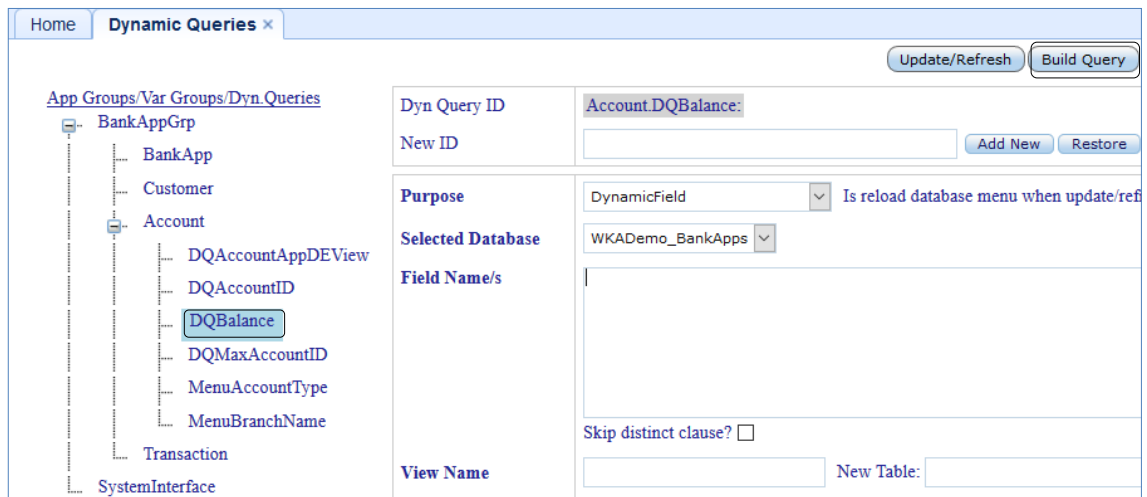 Home
Dynamic Queries ×
Update/Refresh
Build Query
App Groups/Var Groups/Dyn.Queries
BankAppGrp
BankApp
Customer
Account
DQAccountAppDEView
DQAccountID
DQBalance
DQMaxAccountID
MenuAccountType
MenuBranchName
Transaction
SystemInterface
Dyn Query ID Account.DQBalance:
New ID Add New Restore
Purpose DynamicField Is reload database menu when update/ref
Selected Database WKADemo_BankApps
Field Name/s
Skip distinct clause?
View Name New Table: